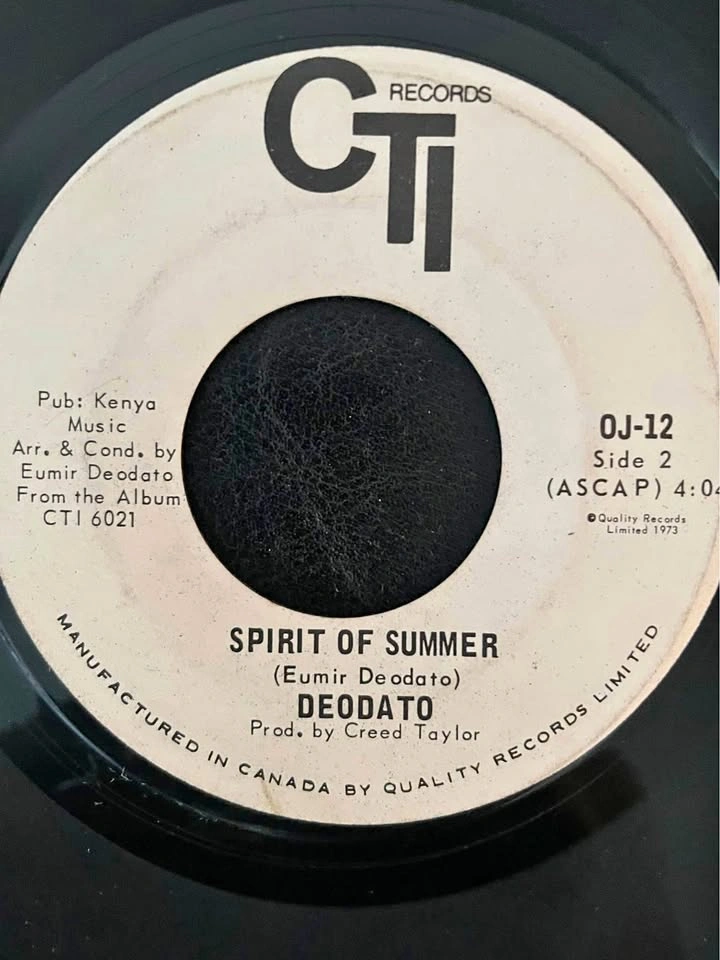 CTI RECORDS
Pub: Kenya
Music
Arr. & Cond. by
Eumir Deodato
From the Album
CTI 6021
OJ-12
Side 2
(ASCAP) 4:04
℗Quality Records
Limited 1973
SPIRIT OF SUMMER
(Eumir Deodato)
DEODATO
Prod. by Creed Taylor
MANUFACTURED IN CANADA BY QUALITY RECORDS LIMITED